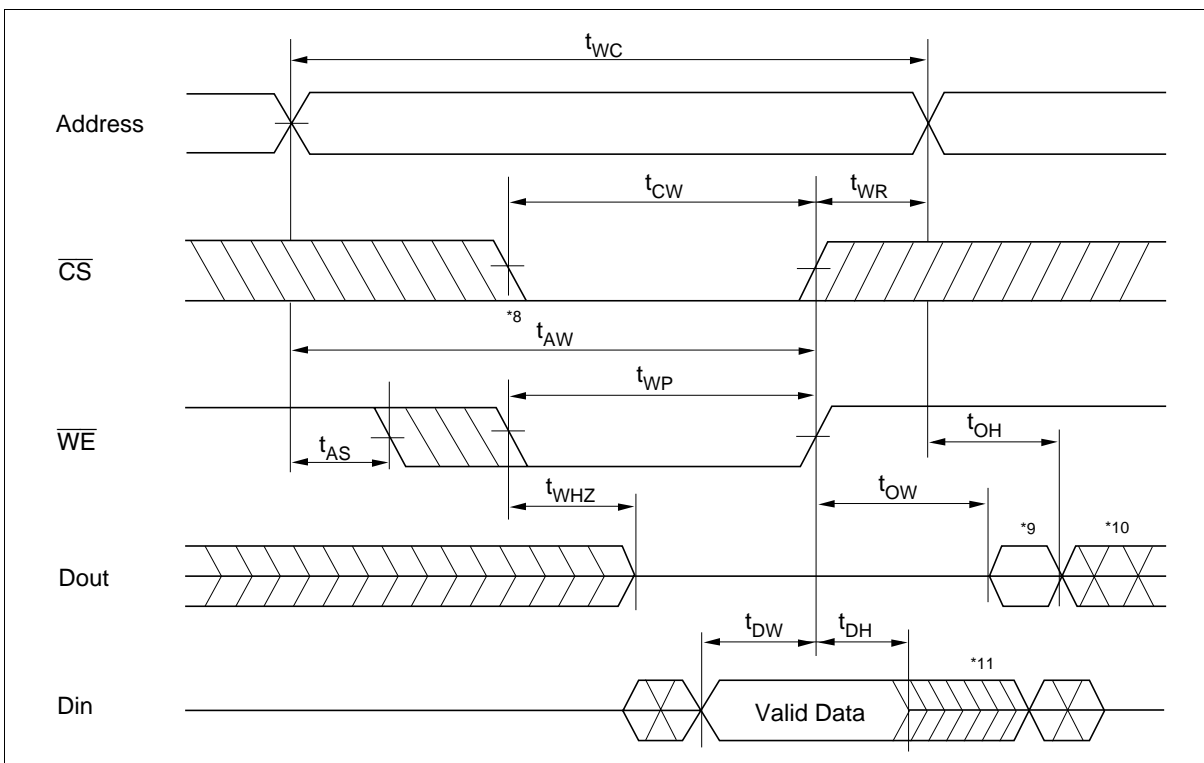 tWC
Address
tCW
tWR
CS
*8
tAW
tWP
WE
tAS
tOH
tWHZ
tOW
*9
*10
Dout
tDW
tDH
*11
Din
Valid Data